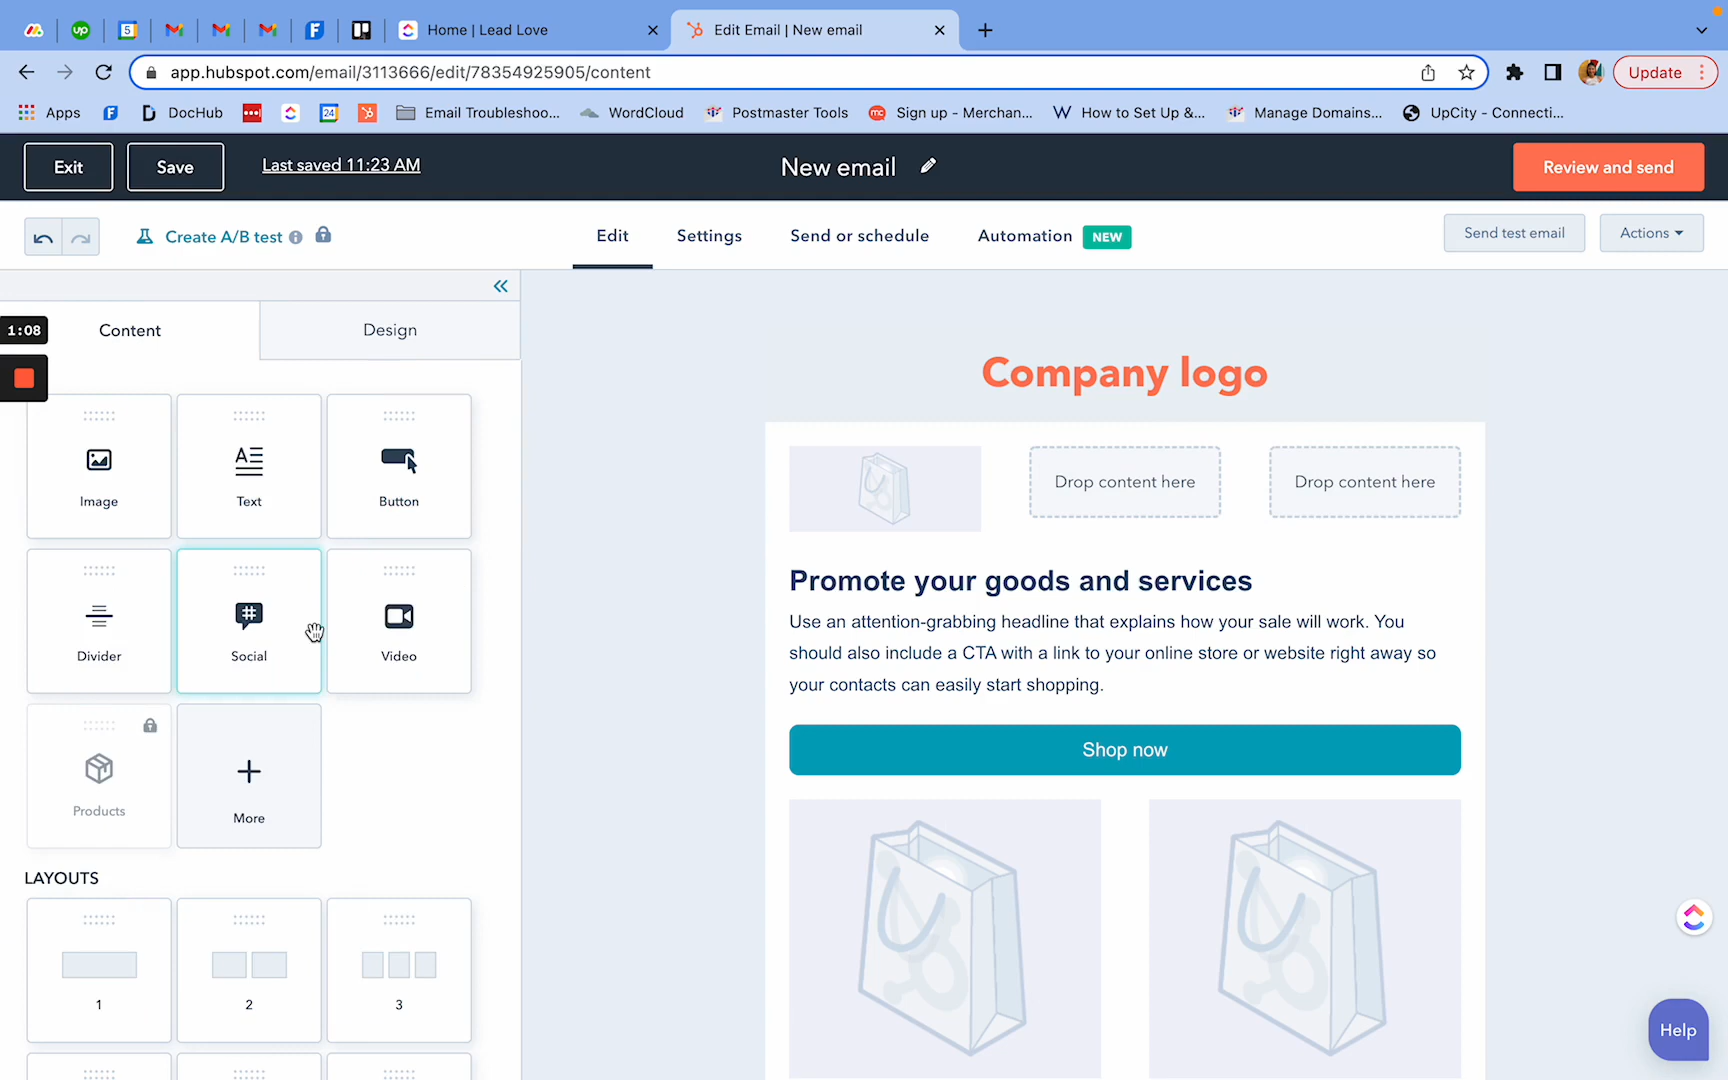 Home | Lead Love
Edit Email | New email
app.hubspot.com/email/3113666/edit/78354925905/content
Update
Apps
DocHub
24
Email Troubleshoo...
WordCloud
Postmaster Tools
Sign up - Merchan...
How to Set Up &...
Manage Domains...
UpCity - Connecti...
Exit
Save
Last saved 11:23 AM
New email
Review and send
Create A/B test
Edit
Settings
Send or schedule
Automation
NEW
Send test email
Actions
1:08
Content
Design
Image
Text
Button
Divider
Social
Video
Products
More
LAYOUTS
1
2
3
Company logo
Drop content here
Drop content here
Promote your goods and services
Use an attention-grabbing headline that explains how your sale will work. You
should also include a CTA with a link to your online store or website right away so
your contacts can easily start shopping.
Shop now
Help